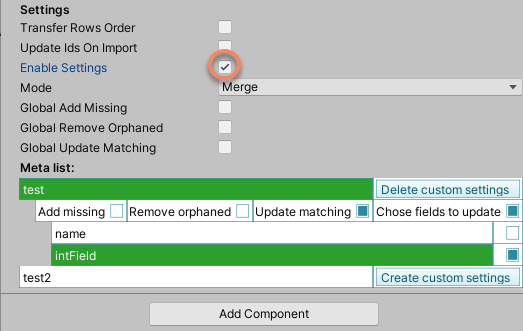 Settings
Transfer Rows Order
Update Ids On Import
Enable Settings
Mode Merge
Global Add Missing
Global Remove Orphaned
Global Update Matching
Meta list:
test Delete custom settings
Add missing Remove orphaned Update matching Chose fields to update
name
intField
test2 Create custom settings
Add Component